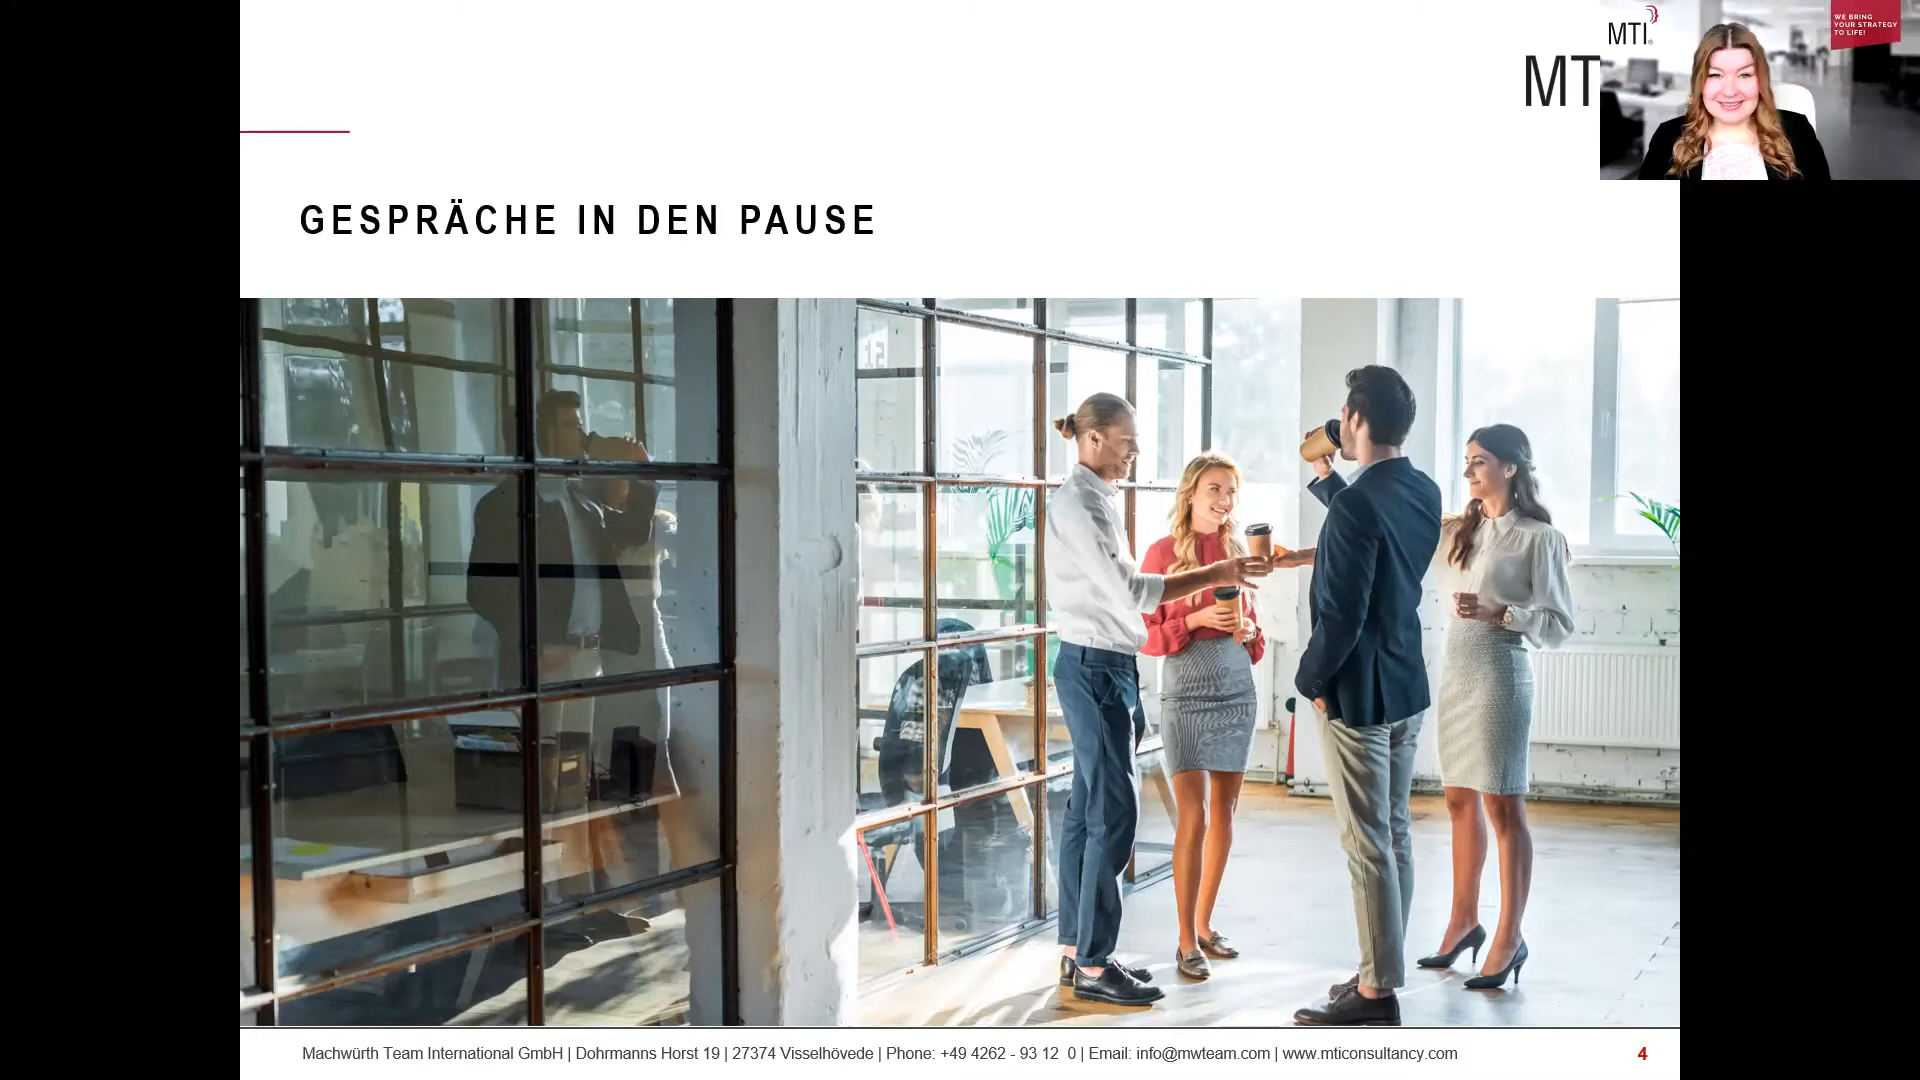 MTI
WE BRING
YOUR STRATEGY
TO LIFE!
MT
GESPRÄCHE IN DEN PAUSE
Machwürth Team International GmbH | Dohrmanns Horst 19 | 27374 Visselhövede | Phone: +49 4262 - 93 12 0 | Email: info@mwteam.com | www.mticonsultancy.com
4